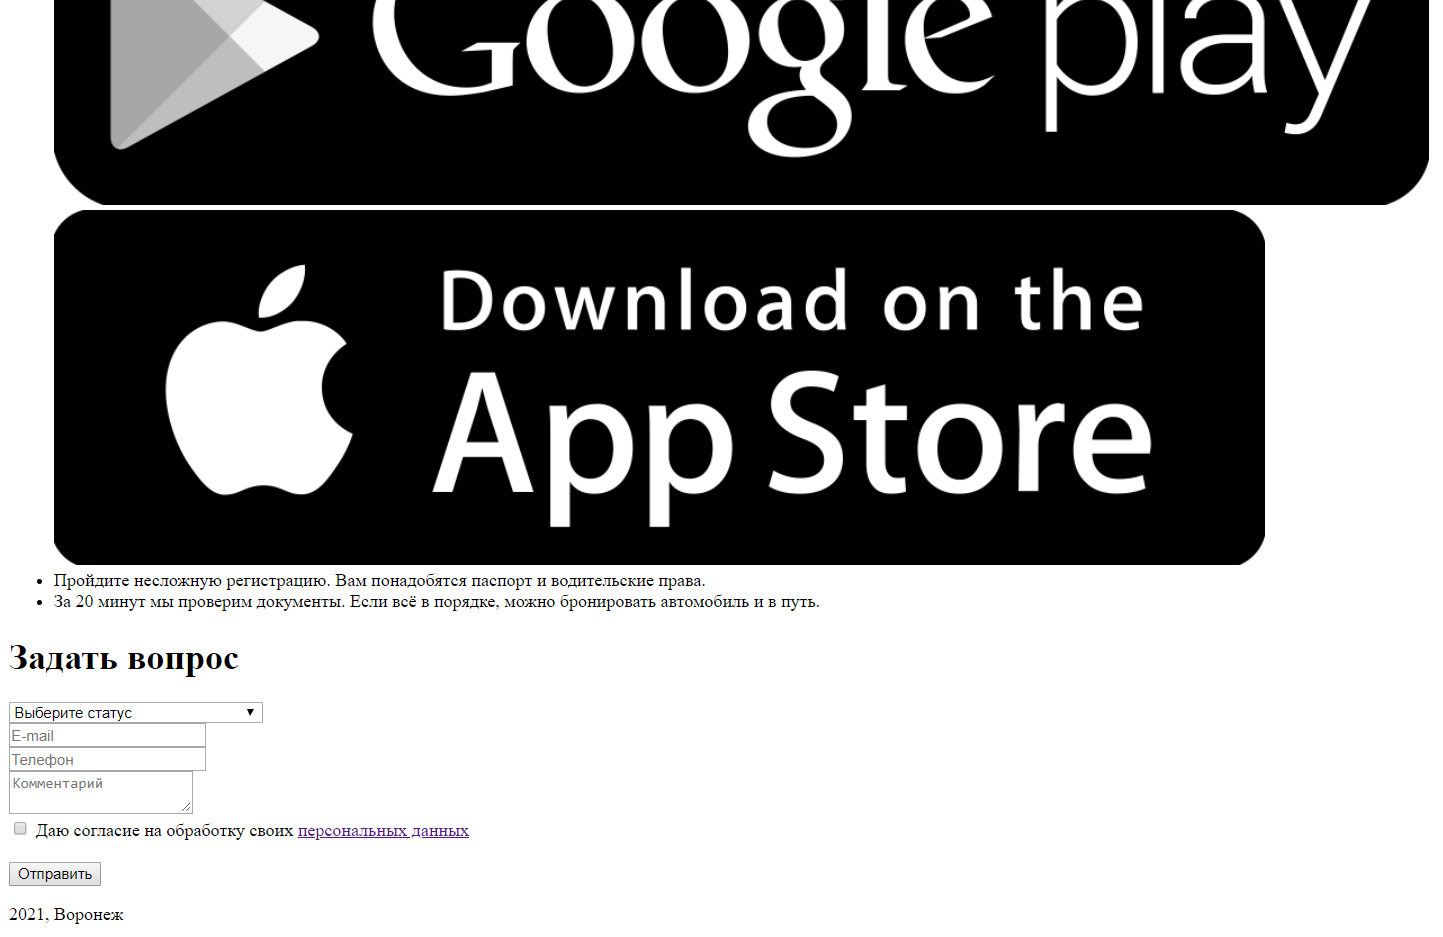 Google play
Download on the
App Store
Пройдите несложную регистрацию. Вам понадобятся паспорт и водительские права.
За 20 минут мы проверим документы. Если всё в порядке, можно бронировать автомобиль и в путь.
Задать вопрос
Выберите статус
E-mail
Телефон
Комментарий
Даю согласие на обработку своих персональных данных
Отправить
2021, Воронеж